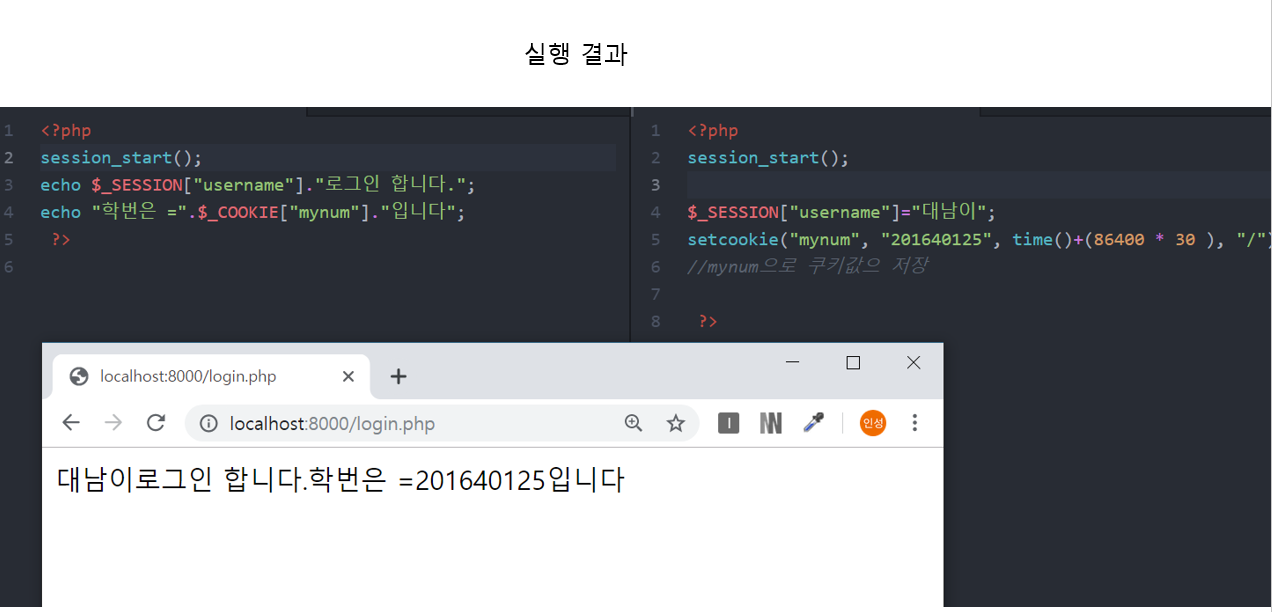 실행 결과
1 <?php
2 session_start();
3 echo $_SESSION["username"]."로그인 합니다.";
4 echo "학번은 =".$_COOKIE["mynum"]."입니다";
5 ?>
6
1 <?php
2 session_start();
3
4 $_SESSION["username"]="대남이";
5 setcookie("mynum", "201640125", time()+(86400 * 30 ), "/")
6 //mynum으로 쿠키값으 저장
7
8 ?>
localhost:8000/login.php
localhost:8000/login.php
인성
대남이로그인 합니다.학번은 =201640125입니다